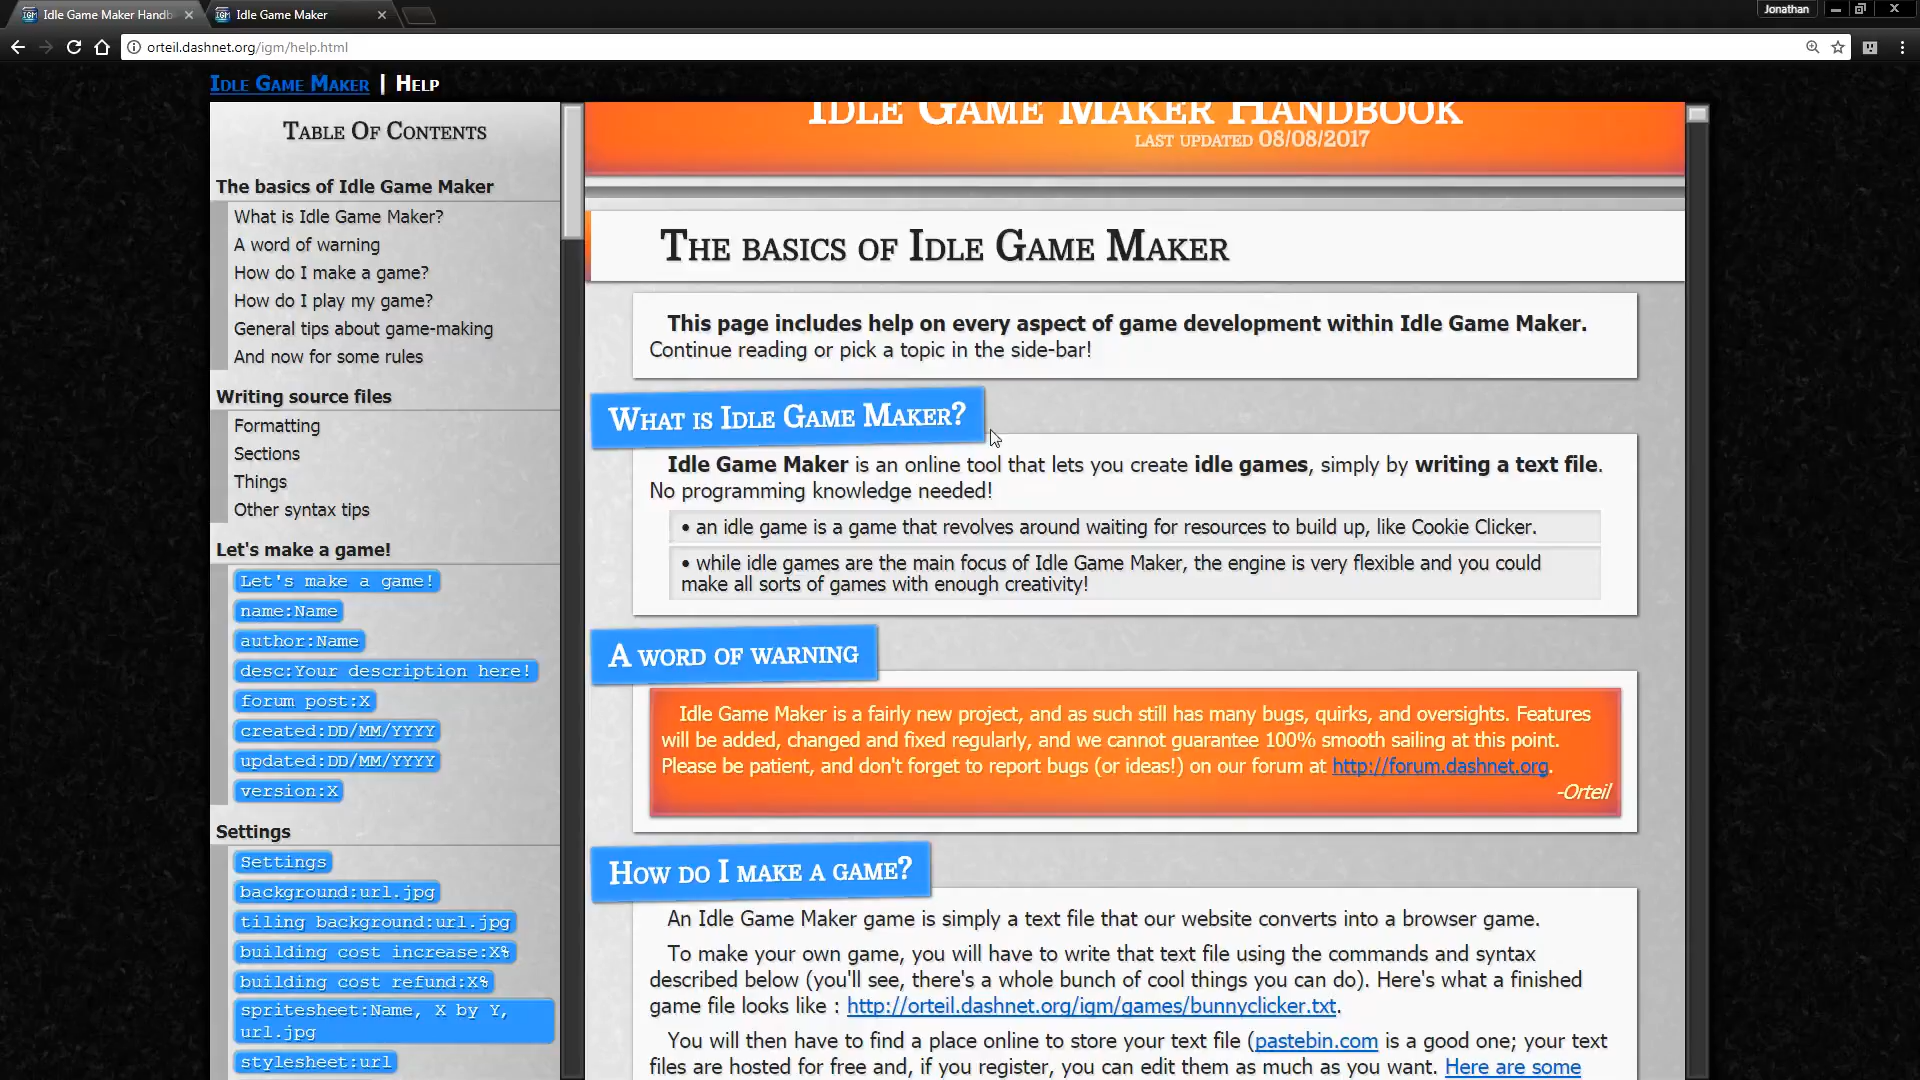 Idle Game Maker Handb
Idle Game Maker
Jonathan
orteil.dashnet.org/igm/help.html
Idle Game Maker | Help
Table Of Contents
The basics of Idle Game Maker
What is Idle Game Maker?
A word of warning
How do I make a game?
How do I play my game?
General tips about game-making
And now for some rules
Writing source files
Formatting
Sections
Things
Other syntax tips
Let's make a game!
Let's make a game!
name:Name
author:Name
desc:Your description here!
forum post:X
created:DD/MM/YYYY
updated:DD/MM/YYYY
version:X
Settings
Settings
background:url.jpg
tiling background:url.jpg
building cost increase:X%
building cost refund:X%
spritesheet:Name, X by Y,
url.jpg
stylesheet:url
Idle Game Maker Handbook
last updated 08/08/2017
The basics of Idle Game Maker
This page includes help on every aspect of game development within Idle Game Maker.
Continue reading or pick a topic in the side-bar!
What is Idle Game Maker?
Idle Game Maker is an online tool that lets you create idle games, simply by writing a text file.
No programming knowledge needed!
• an idle game is a game that revolves around waiting for resources to build up, like Cookie Clicker.
• while idle games are the main focus of Idle Game Maker, the engine is very flexible and you could
make all sorts of games with enough creativity!
A word of warning
Idle Game Maker is a fairly new project, and as such still has many bugs, quirks, and oversights. Features
will be added, changed and fixed regularly, and we cannot guarantee 100% smooth sailing at this point.
Please be patient, and don't forget to report bugs (or ideas!) on our forum at http://forum.dashnet.org.
-Orteil
How do I make a game?
An Idle Game Maker game is simply a text file that our website converts into a browser game.
To make your own game, you will have to write that text file using the commands and syntax
described below (you'll see, there's a whole bunch of cool things you can do). Here's what a finished
game file looks like : http://orteil.dashnet.org/igm/games/bunnyclicker.txt.
You will then have to find a place online to store your text file (pastebin.com is a good one; your text
files are hosted for free and, if you register, you can edit them as much as you want. Here are some